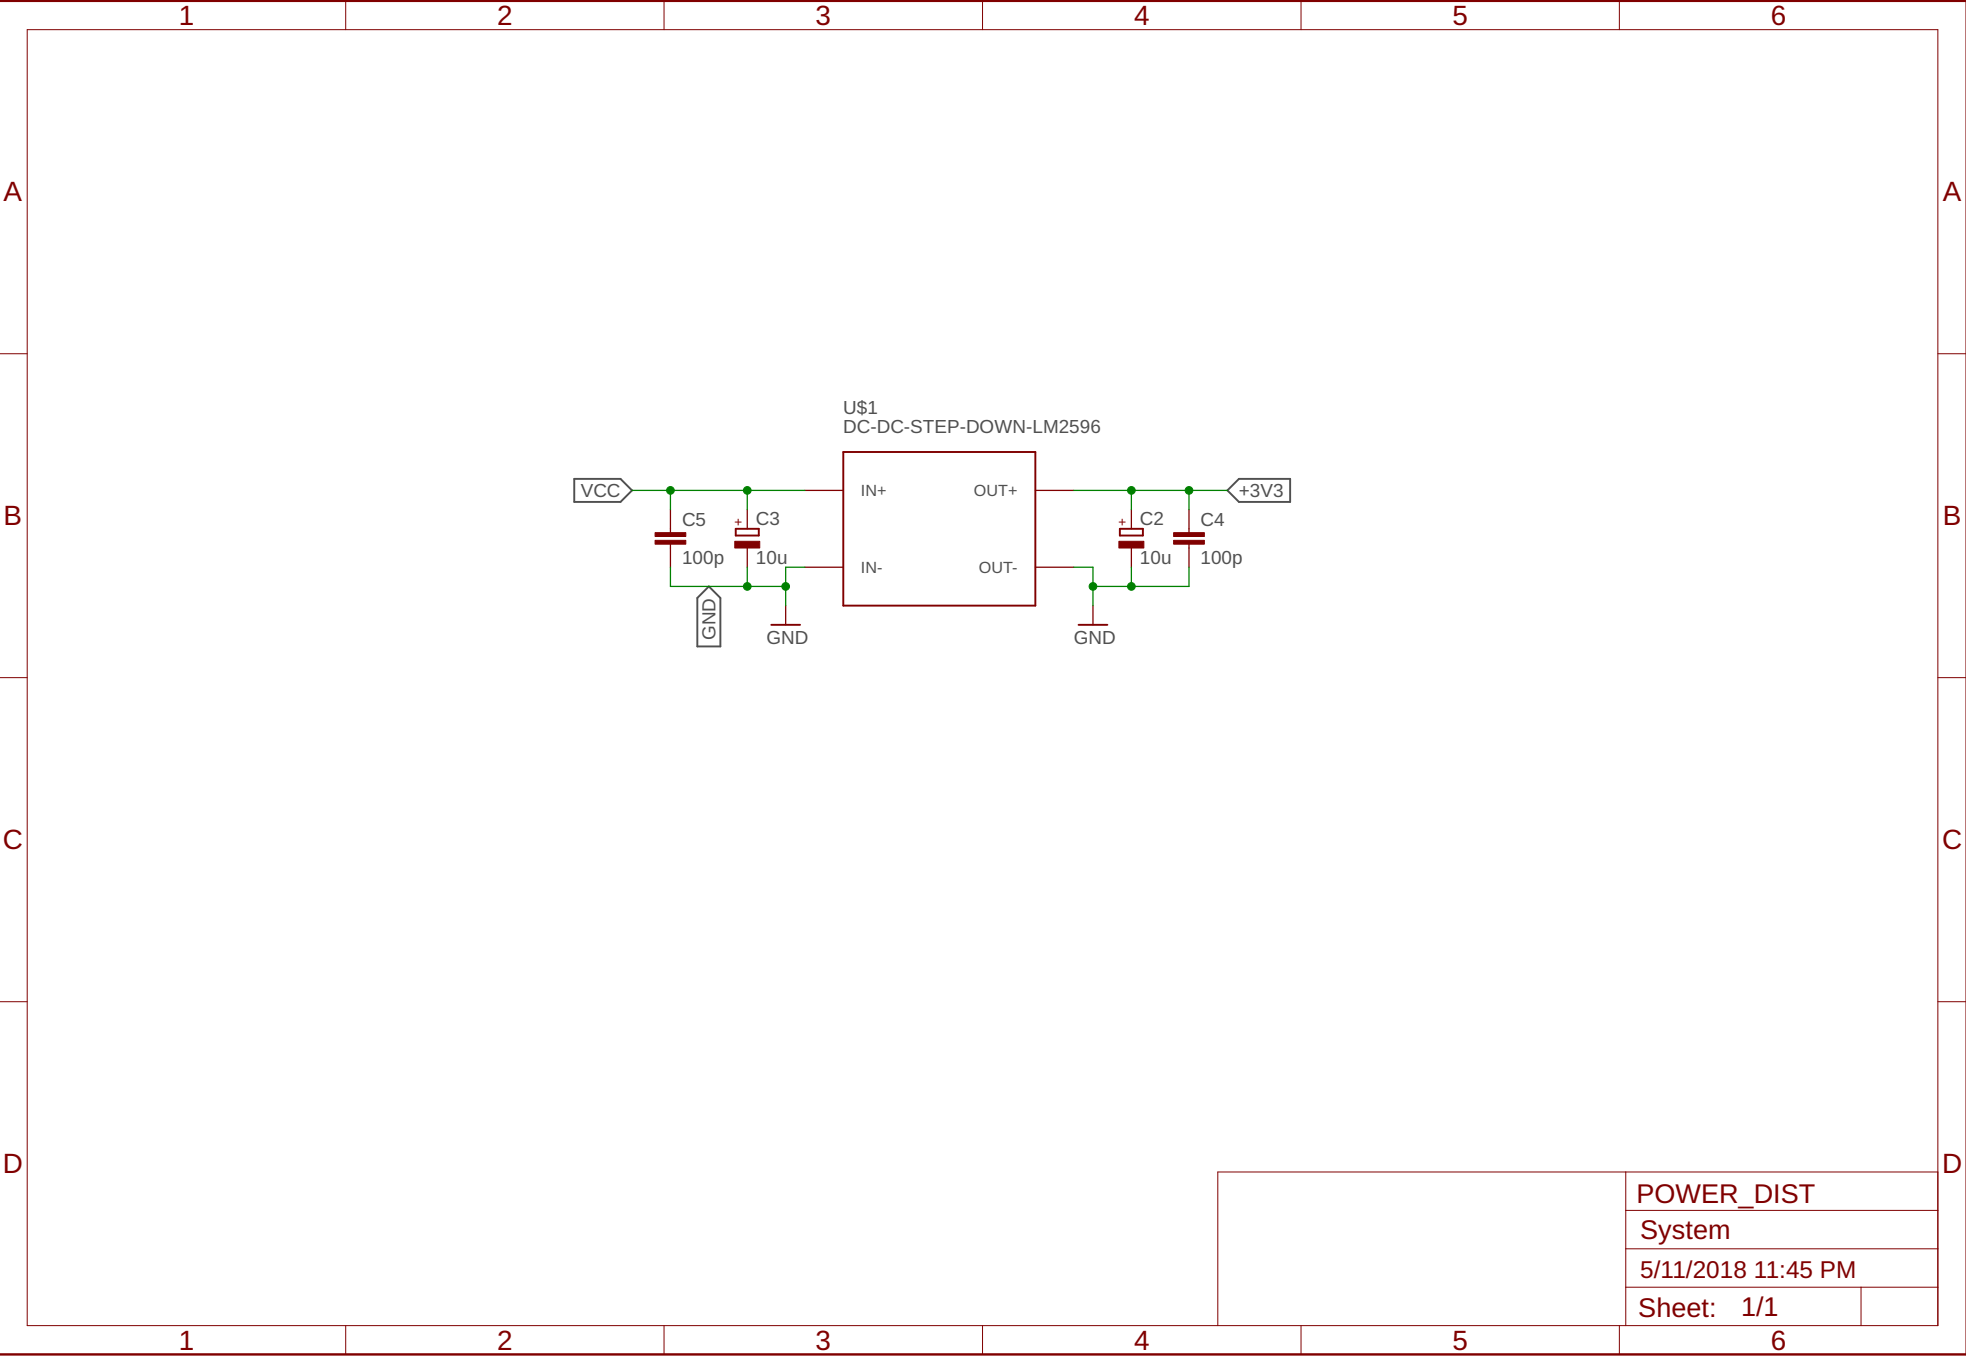 1 2 3 4 5 6
A A
U$1
DC-DC-STEP-DOWN-LM2596
VCC IN+ OUT+ +3V3
B B
C5 + C3 + C2 C4
100p 10u 10u 100p
IN- OUT-
GND
GND GND
C C
D D
POWER_DIST
System
5/11/2018 11:45 PM
Sheet: 1/1
1 2 3 4 5 6